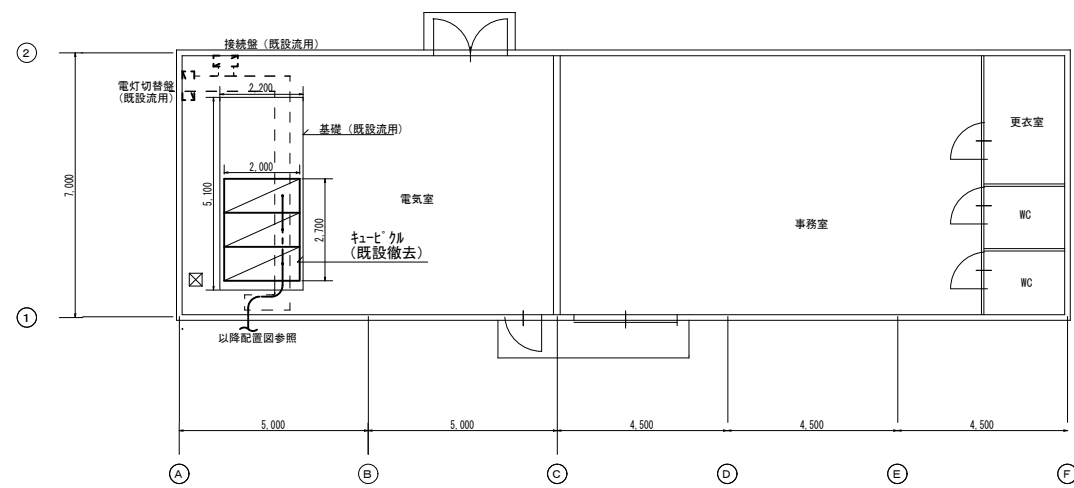 ②
接続盤（既設流用）
電灯切替盤
（既設流用）
2,200
基礎（既設流用）
更衣室
2,000
7,000
5,100
電気室
2,700
WC
事務室
ｷｭｰﾋﾞｸﾙ
（既設徹去）
WC
①
以降配置図参照
5,000
5,000
4,500
4,500
4,500
A
B
C
D
E
F